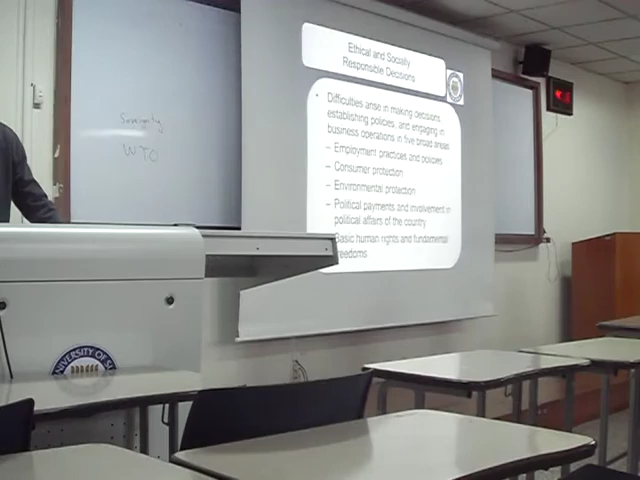 Ethical and Socially
Responsible Decisions
• Difficulties arise in making decisions
establishing policies, and engaging in
business operations in five broad areas
– Employment practices and policies
– Consumer protection
– Environmental protection
– Political payments and involvement in
political affairs of the country
Basic human rights and fundamental
freedoms
WTO
UNIVERSITY OF